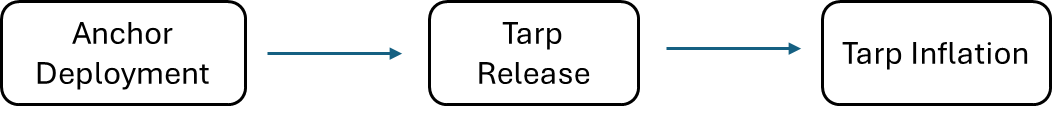 Anchor
Deployment
Tarp
Release
Tarp Inflation